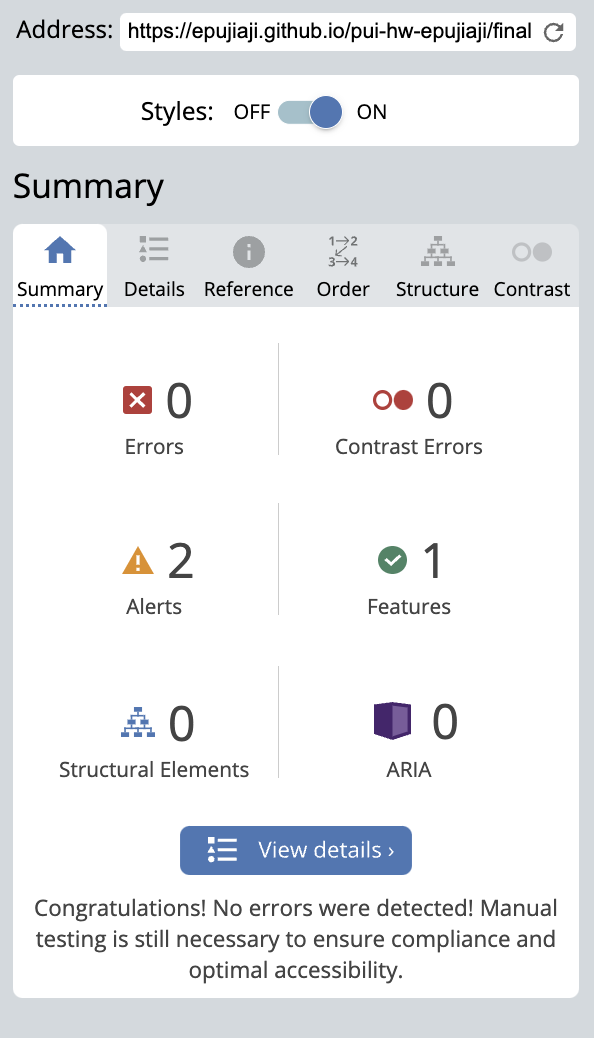 Address: https://epujiaji.github.io/pui-hw-epujiaji/final
Styles: OFF ON
Summary
1→2
3→4
Summary Details Reference Order Structure Contrast
0 0
Errors Contrast Errors
2 1
Alerts Features
0 0
Structural Elements ARIA
View details ›
Congratulations! No errors were detected! Manual
testing is still necessary to ensure compliance and
optimal accessibility.